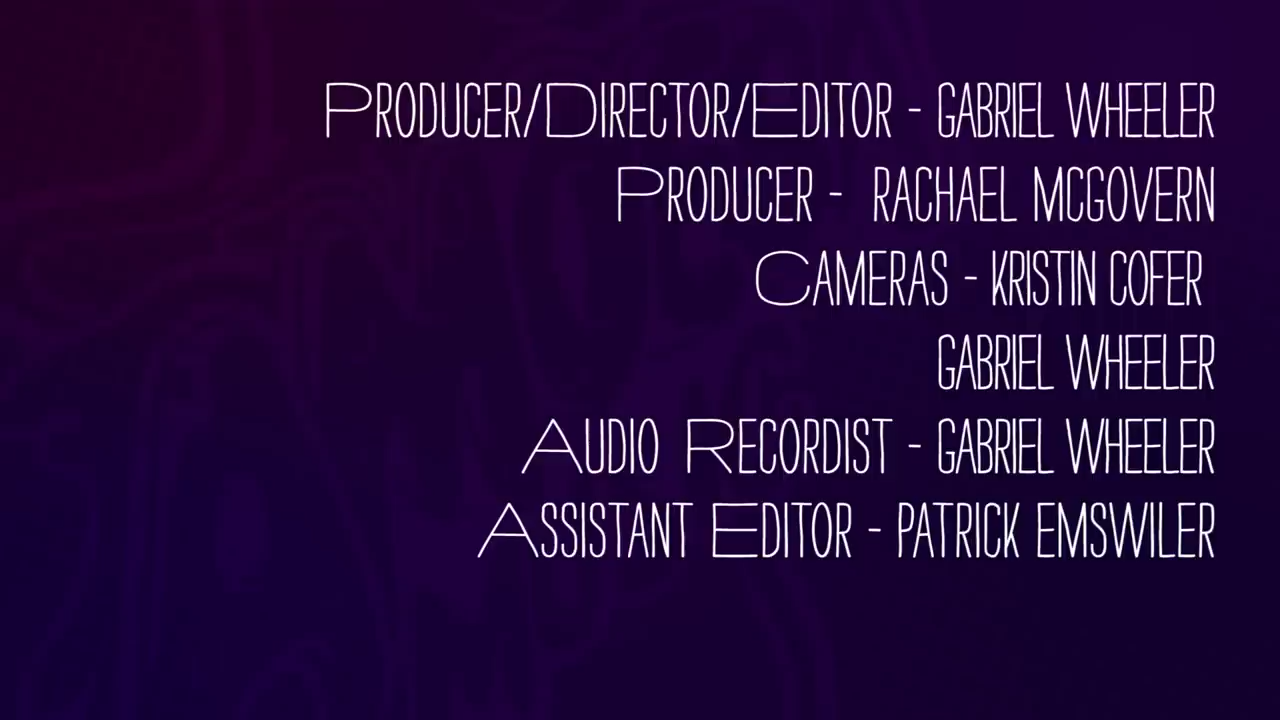 Producer/Director/Editor - GABRIEL WHEELER
Producer - RACHAEL MCGOVERN
Cameras - KRISTIN COFER
GABRIEL WHEELER
Audio Recordist - GABRIEL WHEELER
Assistant Editor - PATRICK EMSWILER